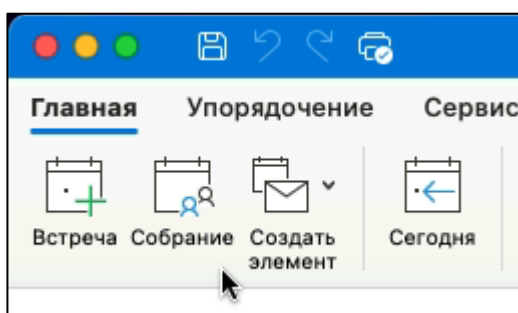 Главная Упорядочение Сервис
Встреча Собрание Создать элемент Сегодня